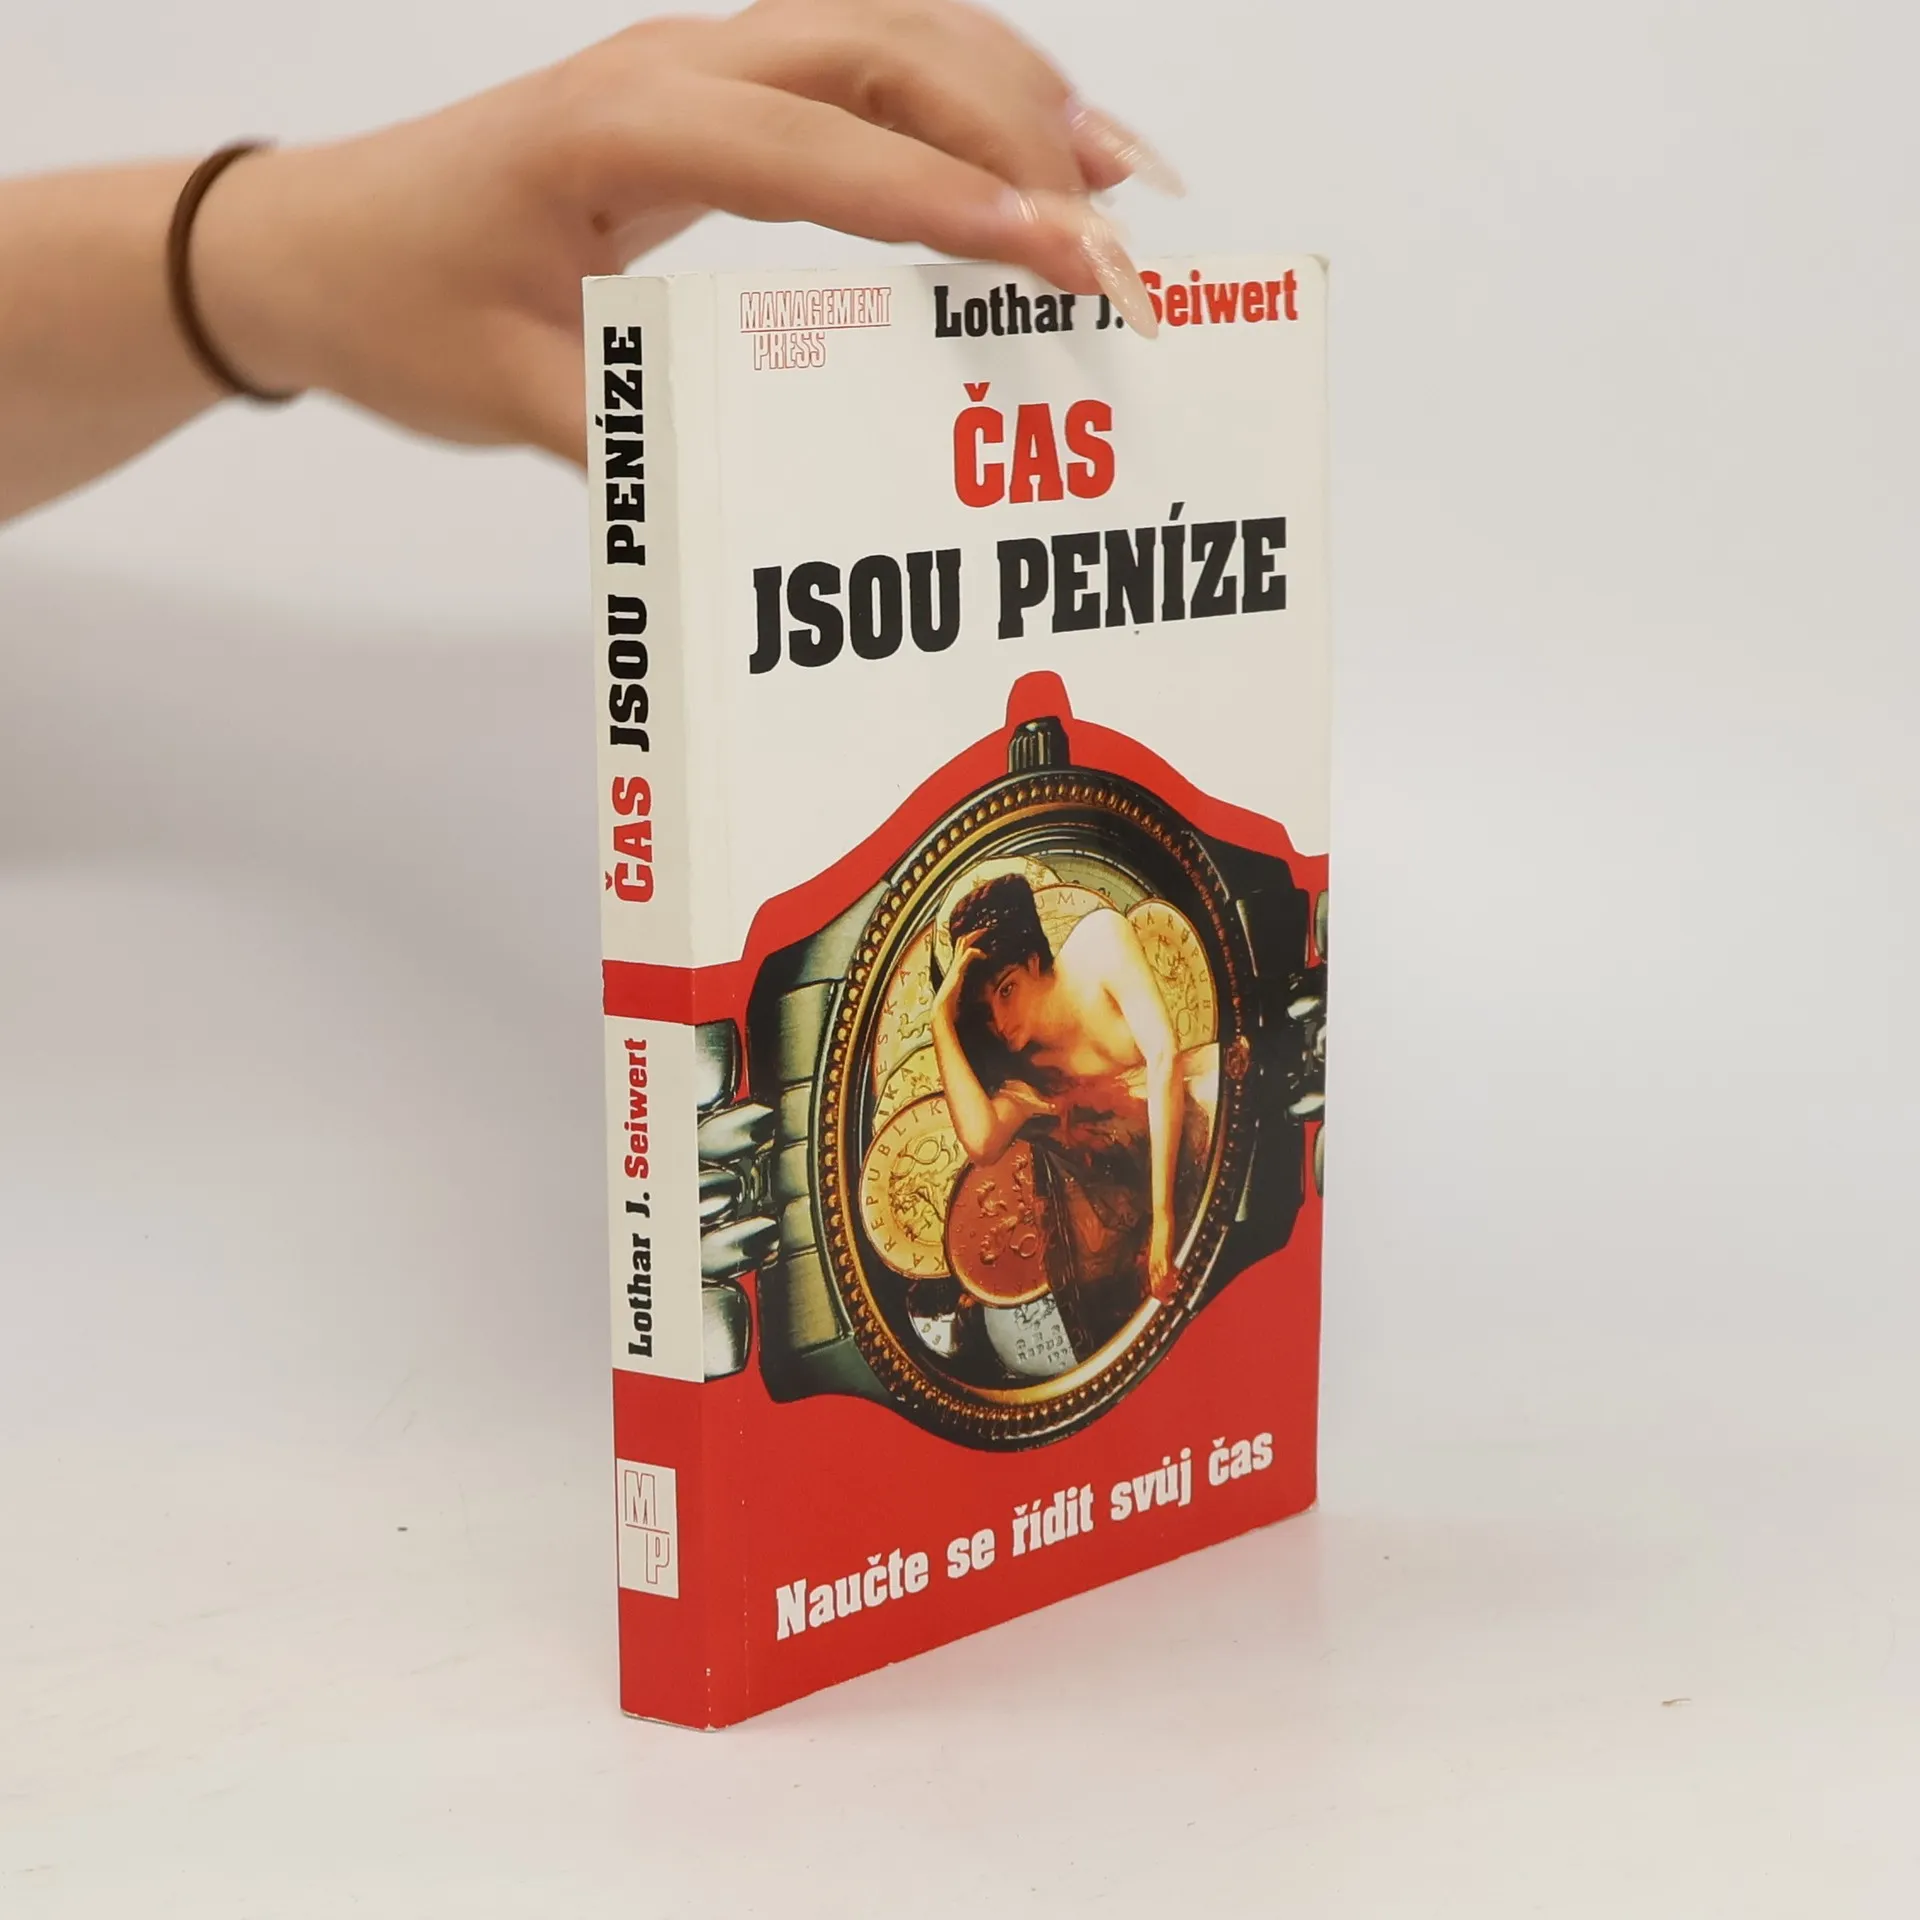 MANAGEMENT
PRESS
Lothar J. Seiwert
ČAS
JSOU PENÍZE
Naučte se řídit svůj čas
ČAS JSOU PENÍZE
Lothar J. Seiwert
M
P